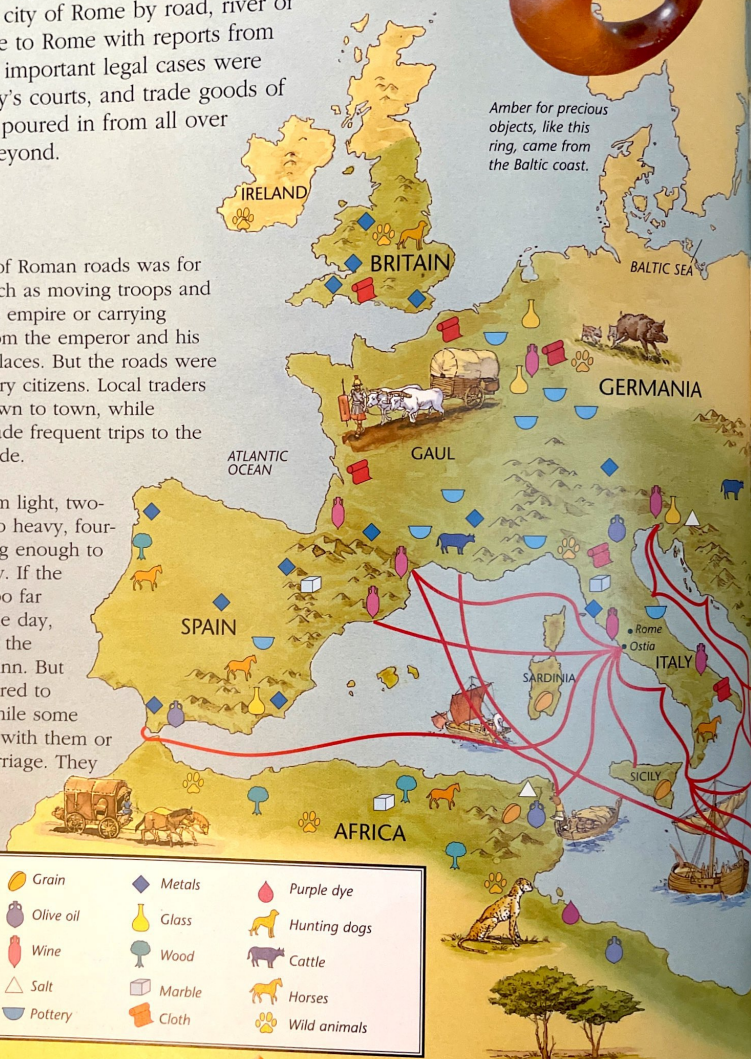 city of Rome by road, river or
e to Rome with reports from
important legal cases were
y's courts, and trade goods of
poured in from all over
eyond.
Amber for precious
objects, like this
ring, came from
the Baltic coast.
of Roman roads was for
ch as moving troops and
empire or carrying
om the emperor and his
laces. But the roads were
ry citizens. Local traders
wn to town, while
de frequent trips to the
de.
n light, two-
o heavy, four-
g enough to
y. If the
oo far
e day,
the
nn. But
red to
hile some
with them or
rriage. They
IRELAND
BRITAIN
BALTIC SEA
GERMANIA
GAUL
ATLANTIC
OCEAN
SPAIN
Rome
Ostia
ITALY
SARDINIA
SICILY
AFRICA
Grain
Olive oil
Wine
Salt
Pottery
Metals
Glass
Wood
Marble
Cloth
Purple dye
Hunting dogs
Cattle
Horses
Wild animals